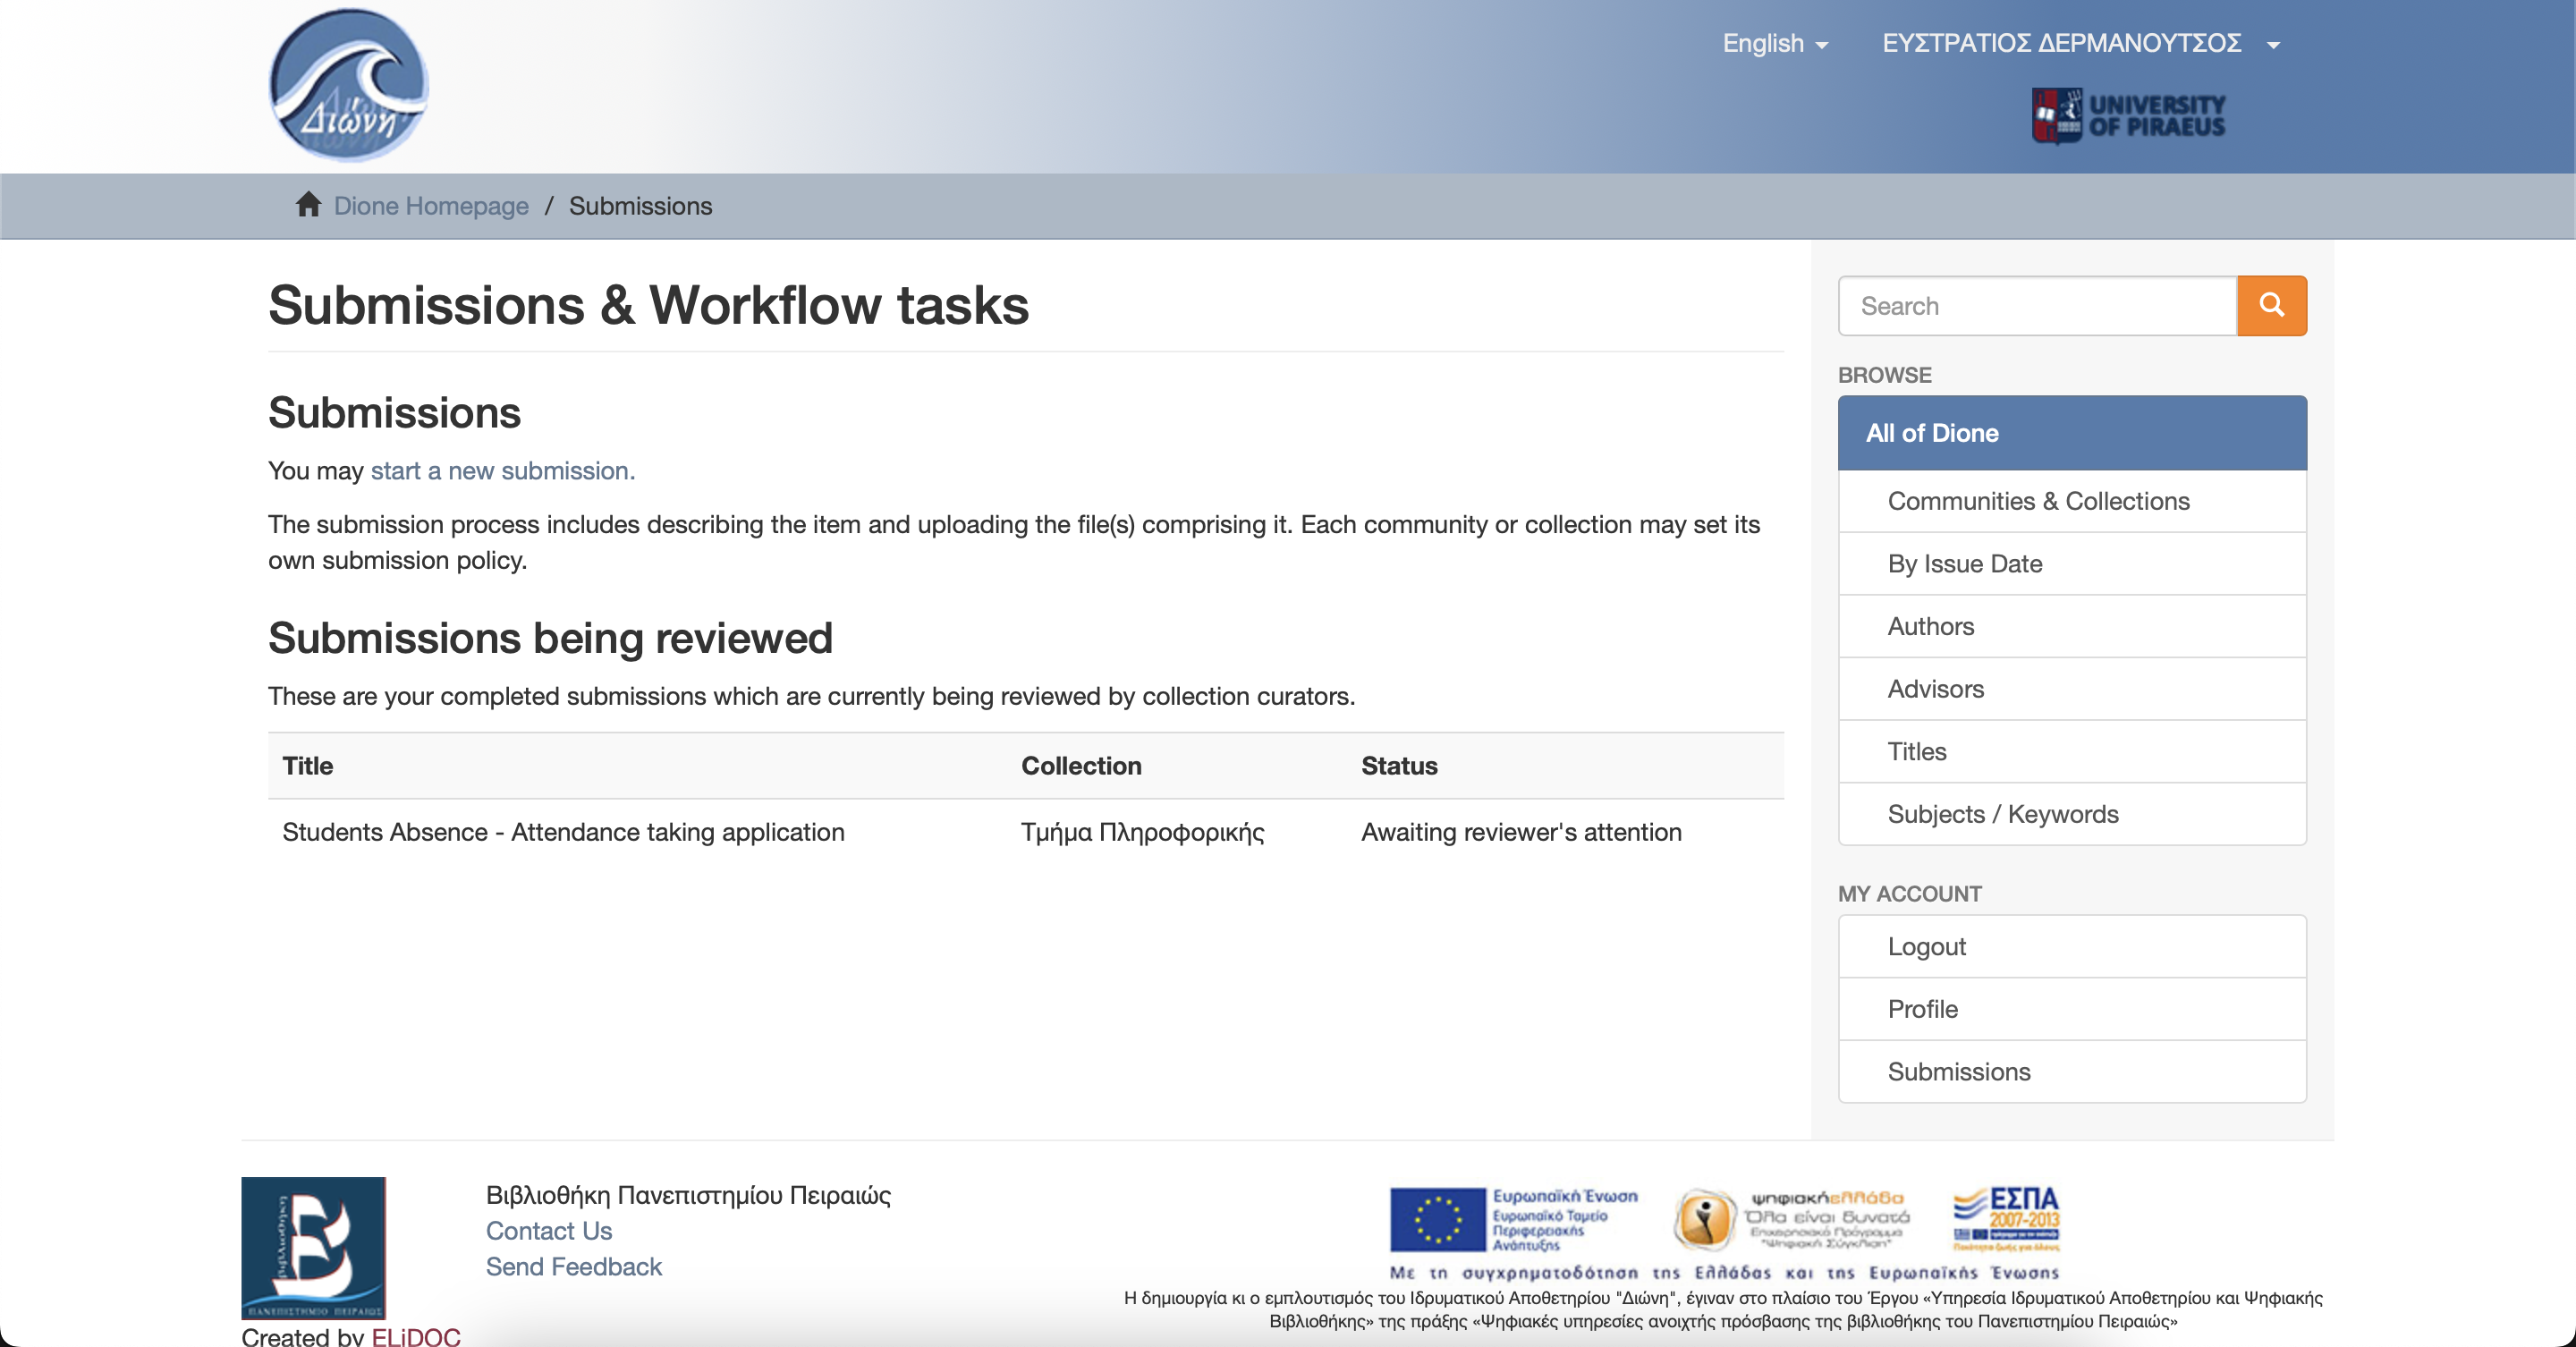 Διώνη
English
ΕΥΣΤΡΑΤΙΟΣ ΔΕΡΜΑΝΟΥΤΣΟΣ
UNIVERSITY
OF PIRAEUS
Dione Homepage / Submissions
Submissions & Workflow tasks
Submissions
You may start a new submission.
The submission process includes describing the item and uploading the file(s) comprising it. Each community or collection may set its
own submission policy.
Submissions being reviewed
These are your completed submissions which are currently being reviewed by collection curators.
Title Collection Status
Students Absence - Attendance taking application Τμήμα Πληροφορικής Awaiting reviewer's attention
Search
BROWSE
All of Dione
Communities & Collections
By Issue Date
Authors
Advisors
Titles
Subjects / Keywords
MY ACCOUNT
Logout
Profile
Submissions
Βιβλιοθήκη
ΠΑΝΕΠΙΣΤΗΜΙΟ ΠΕΙΡΑΙΩΣ
Created by ELiDOC
Βιβλιοθήκη Πανεπιστημίου Πειραιώς
Contact Us
Send Feedback
Ευρωπαϊκή Ένωση
Ευρωπαϊκό Ταμείο
Περιφερειακής
Ανάπτυξης
ψηφιακή ελλάδα
Όλα είναι δυνατά
Επιχειρησιακό Πρόγραμμα
"Ψηφιακή Σύγκλιση"
ΕΣΠΑ
2007-2013
Με τη συγχρηματοδότηση της Ελλάδας και της Ευρωπαϊκής Ένωσης
Η δημιουργία κι ο εμπλουτισμός του Ιδρυματικού Αποθετηρίου "Διώνη", έγιναν στο πλαίσιο του Έργου «Υπηρεσία Ιδρυματικού Αποθετηρίου και Ψηφιακής
Βιβλιοθήκης» της πράξης «Ψηφιακές υπηρεσίες ανοιχτής πρόσβασης της βιβλιοθήκης του Πανεπιστημίου Πειραιώς»